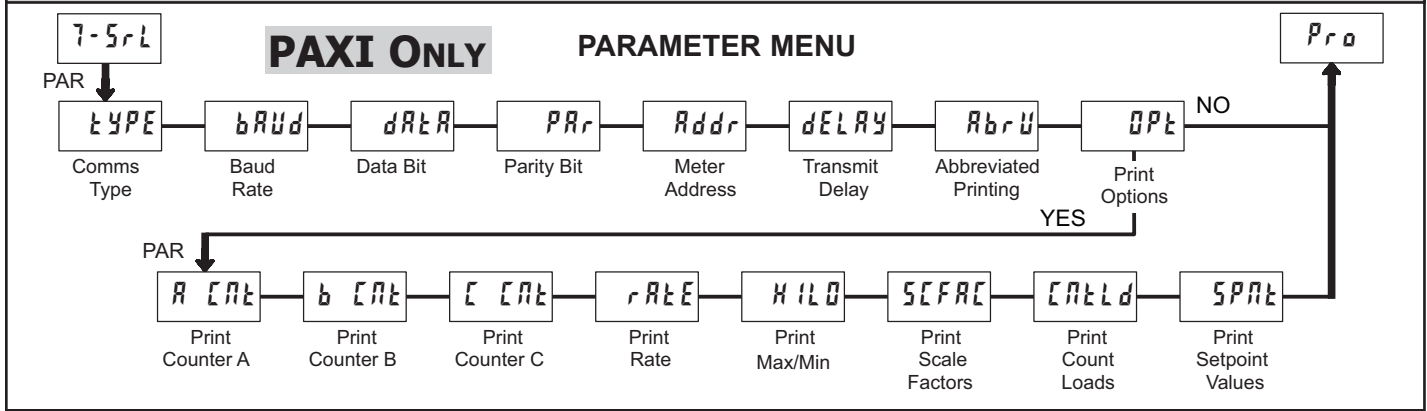 7-SrL
PAXI ONLY
PARAMETER MENU
Pro
PAR
tYPE bAUd dAtA PAr Addr dELAY AbrV OPt
NO
Comms Type
Baud Rate
Data Bit
Parity Bit
Meter Address
Transmit Delay
Abbreviated Printing
Print Options
YES
PAR
A CNt b CNt C CNt rAtE HILO SCFAC CNtLd SPNt
Print Counter A
Print Counter B
Print Counter C
Print Rate
Print Max/Min
Print Scale Factors
Print Count Loads
Print Setpoint Values